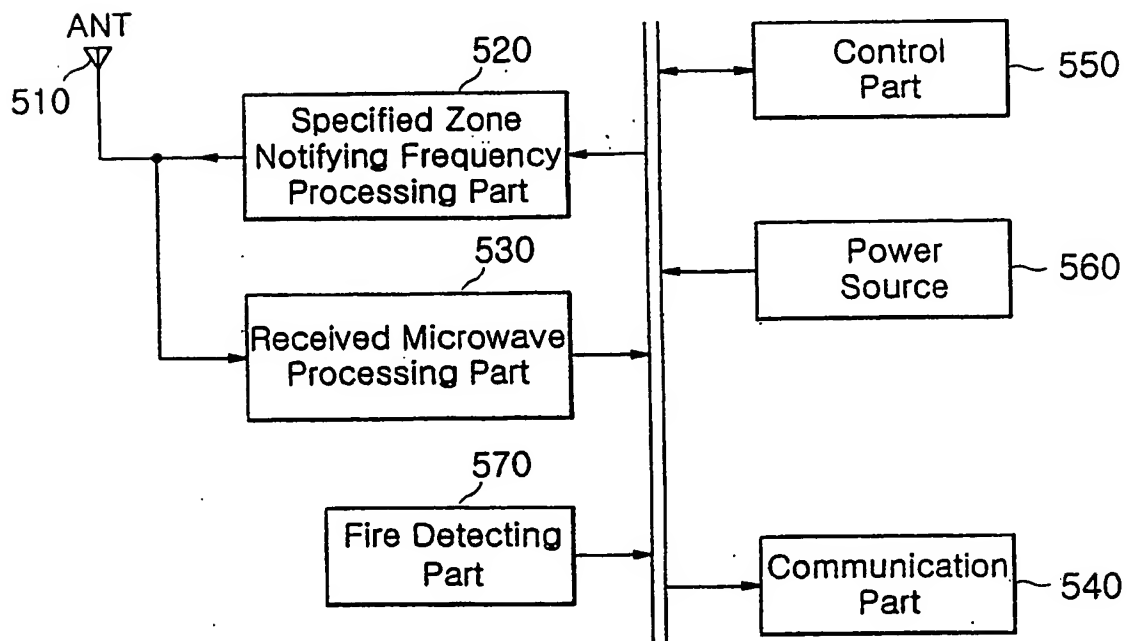 ANT
510
520
Specified Zone
Notifying Frequency
Processing Part
530
Received Microwave
Processing Part
570
Fire Detecting
Part
Control
Part
550
Power
Source
560
Communication
Part
540